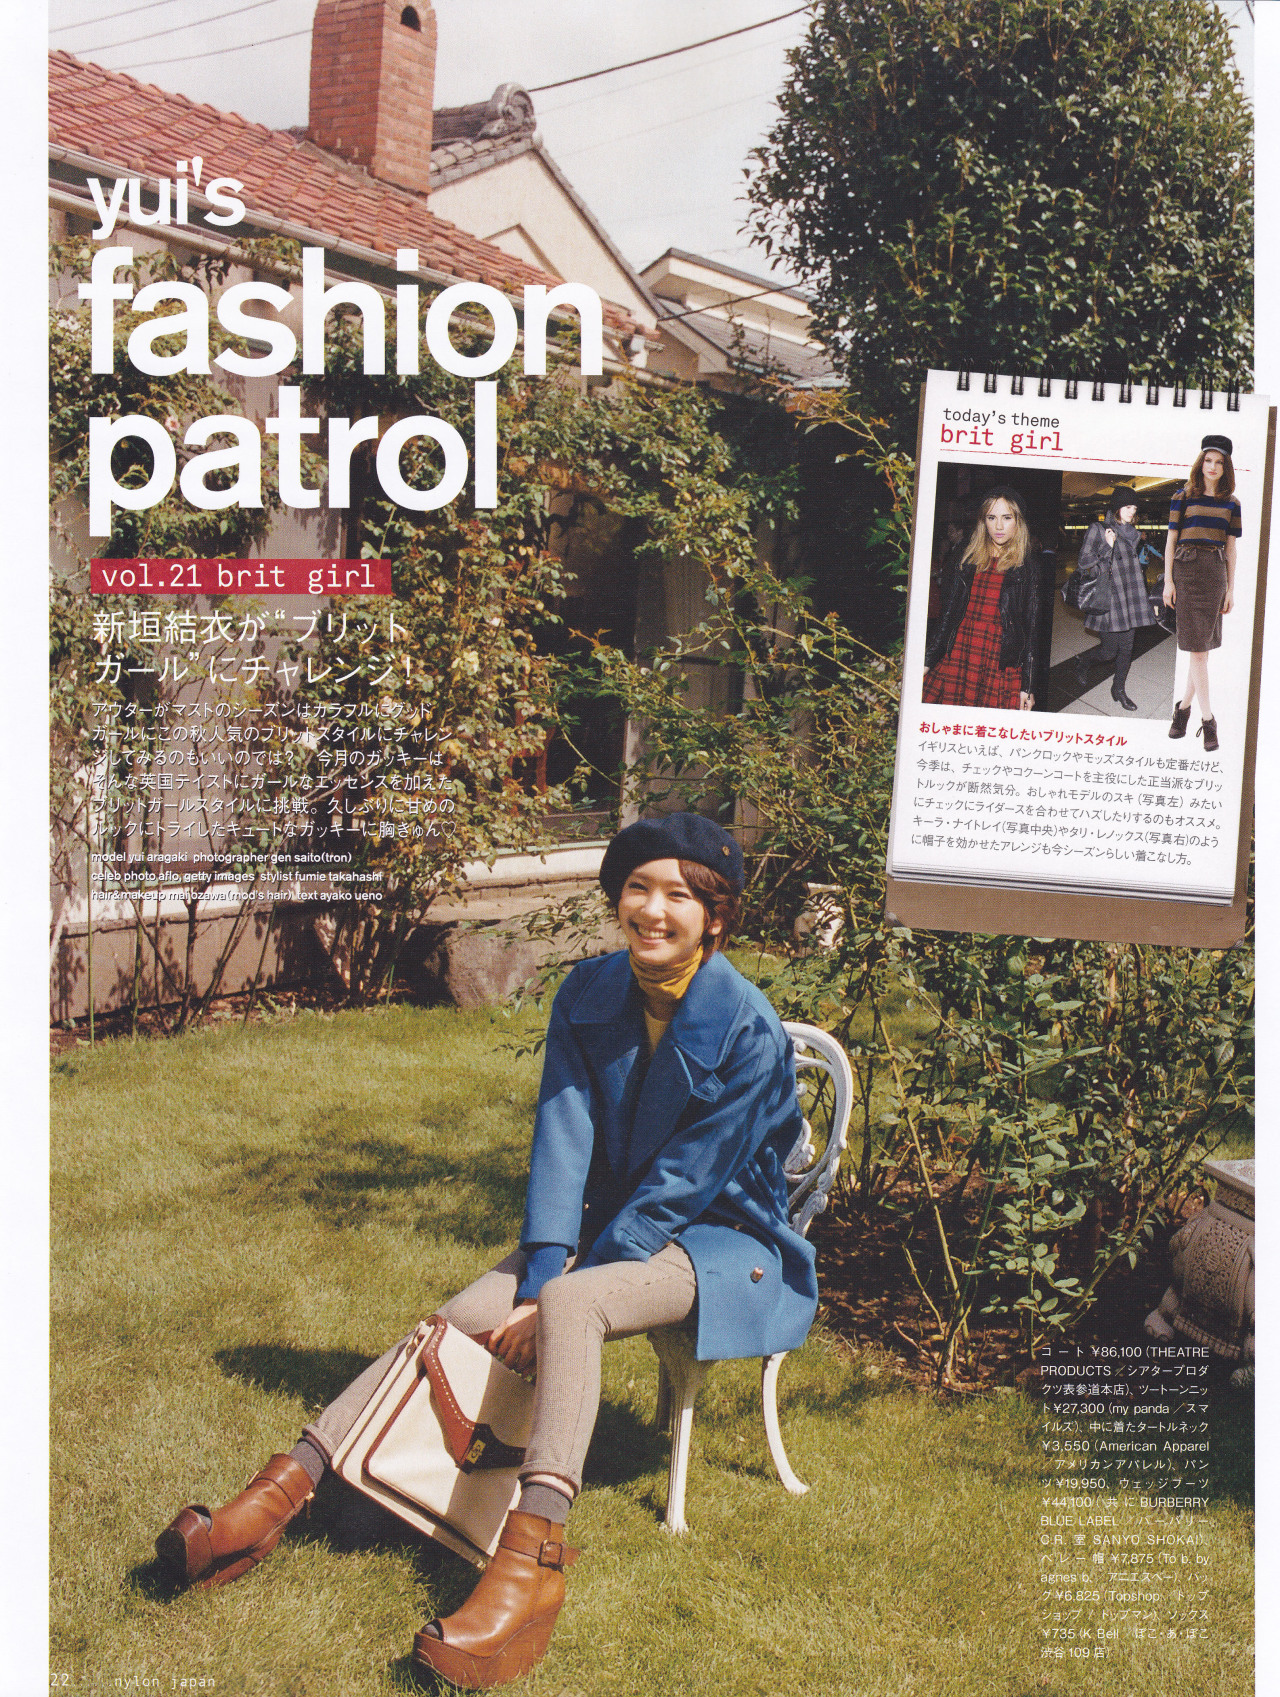 yui's
fashion
patrol
vol.21 brit girl
新垣結衣が“ブリット
ガール”にチャレンジ!
アウターがマストのシーズンはカラフルにグッド
ガールにこの秋人気のブリットスタイルにチャレン
ジしてみるのもいいのでは? 今月のガッキーは
そんな英国テイストにガールなエッセンスを加えた
ブリットガールスタイルに挑戦。久しぶりに甘めの
ルックにトライしたキュートなガッキーに胸きゅん♡
model yui aragaki photographer gen saito(tron)
celeb photo aflo, getty images stylist fumie takahashi
hair&makeup mai ozawa(mod's hair) text ayako ueno
today's theme
brit girl
おしゃまに着こなしたいブリットスタイル
イギリスといえば、パンクロックやモッズスタイルも定番だけど、
今季は、チェックやコクーンコートを主役にした正当派なブリッ
トルックが断然気分。おしゃれモデルのスキ(写真左)みたい
にチェックにライダースを合わせてハズしたりするのもオススメ。
キーラ・ナイトレイ(写真中央)やタリ・レノックス(写真右)のよう
に帽子を効かせたアレンジも今シーズンらしい着こなし方。
コート¥86,100(THEATRE
PRODUCTS/シアタープロダ
クツ表参道本店)、ツートーンニッ
ト¥27,300(my panda/スマ
イルズ)、中に着たタートルネック
¥3,550(American Apparel
/アメリカンアパレル)、パン
ツ¥19,950、ウェッジブーツ
¥44,100(共にBURBERRY
BLUE LABEL/バーバリー
C.R.室 SANYO SHOKAI)、
ベレー帽¥7,875(To b. by
agnès b./アニエスベー)、バッ
グ¥6,825(Topshop/トップ
ショップ/トップマン)、ソックス
¥735(K.Bell/ぽこ・あ・ぽこ
渋谷109店)
22 nylon japan